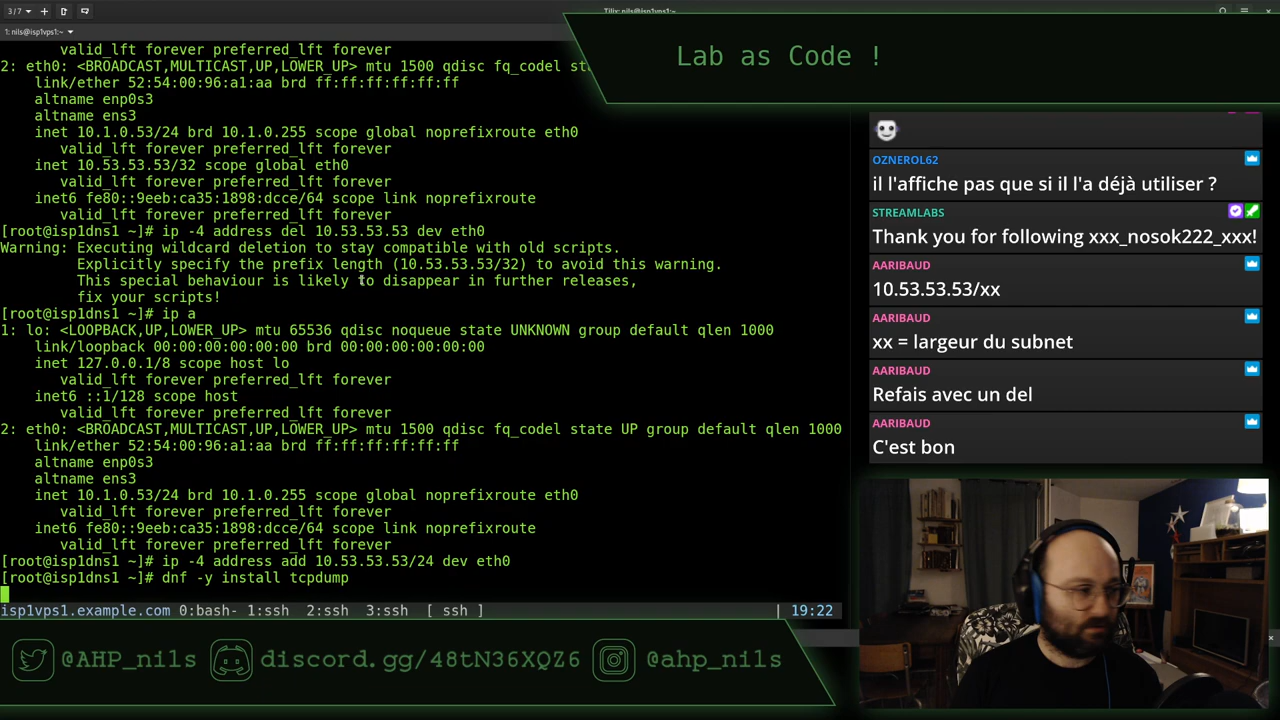 3/7
Tilix: nils@isp1vps1:~
1: nils@isp1vps1:~
valid_lft forever preferred_lft forever
2: eth0: <BROADCAST,MULTICAST,UP,LOWER_UP> mtu 1500 qdisc fq_codel sta
link/ether 52:54:00:96:a1:aa brd ff:ff:ff:ff:ff:ff
altname enp0s3
altname ens3
inet 10.1.0.53/24 brd 10.1.0.255 scope global noprefixroute eth0
valid_lft forever preferred_lft forever
inet 10.53.53.53/32 scope global eth0
valid_lft forever preferred_lft forever
inet6 fe80::9eeb:ca35:1898:dcce/64 scope link noprefixroute
valid_lft forever preferred_lft forever
[root@isp1dns1 ~]# ip -4 address del 10.53.53.53 dev eth0
Warning: Executing wildcard deletion to stay compatible with old scripts.
Explicitly specify the prefix length (10.53.53.53/32) to avoid this warning.
This special behaviour is likely to disappear in further releases,
fix your scripts!
[root@isp1dns1 ~]# ip a
1: lo: <LOOPBACK,UP,LOWER_UP> mtu 65536 qdisc noqueue state UNKNOWN group default qlen 1000
link/loopback 00:00:00:00:00:00 brd 00:00:00:00:00:00
inet 127.0.0.1/8 scope host lo
valid_lft forever preferred_lft forever
inet6 ::1/128 scope host
valid_lft forever preferred_lft forever
2: eth0: <BROADCAST,MULTICAST,UP,LOWER_UP> mtu 1500 qdisc fq_codel state UP group default qlen 1000
link/ether 52:54:00:96:a1:aa brd ff:ff:ff:ff:ff:ff
altname enp0s3
altname ens3
inet 10.1.0.53/24 brd 10.1.0.255 scope global noprefixroute eth0
valid_lft forever preferred_lft forever
inet6 fe80::9eeb:ca35:1898:dcce/64 scope link noprefixroute
valid_lft forever preferred_lft forever
[root@isp1dns1 ~]# ip -4 address add 10.53.53.53/24 dev eth0
[root@isp1dns1 ~]# dnf -y install tcpdump
isp1vps1.example.com 0:bash- 1:ssh 2:ssh 3:ssh [ ssh ] | 19:22
Lab as Code !
OZNEROL62
il l'affiche pas que si il l'a déjà utiliser ?
STREAMLABS
Thank you for following xxx_nosok222_xxx!
AARIBAUD
10.53.53.53/xx
AARIBAUD
xx = largeur du subnet
AARIBAUD
Refais avec un del
AARIBAUD
C'est bon
@AHP_nils discord.gg/48tN36XQZ6 @ahp_nils